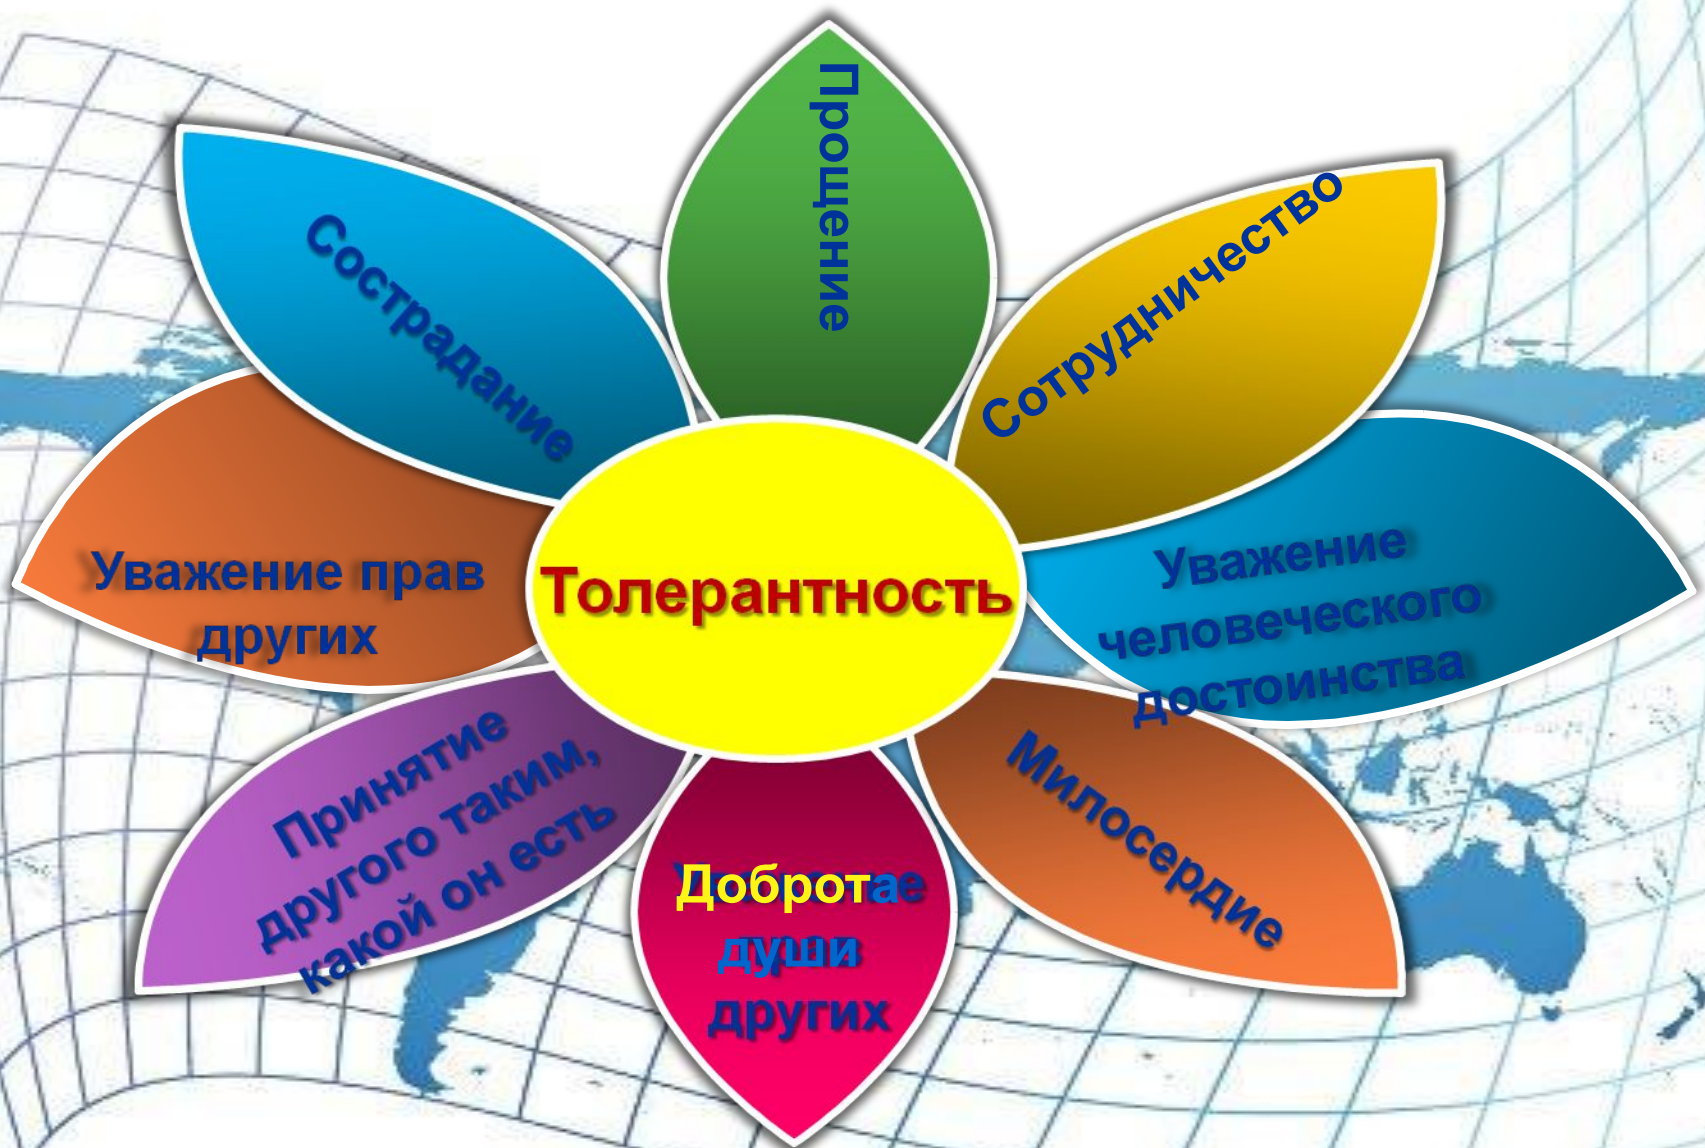 Прощение
Сострадание
Сотрудничество
Толерантность
Уважение прав
других
Уважение
человеческого
достоинства
Принятие
другого таким,
какой он есть
Милосердие
Доброта
души
других